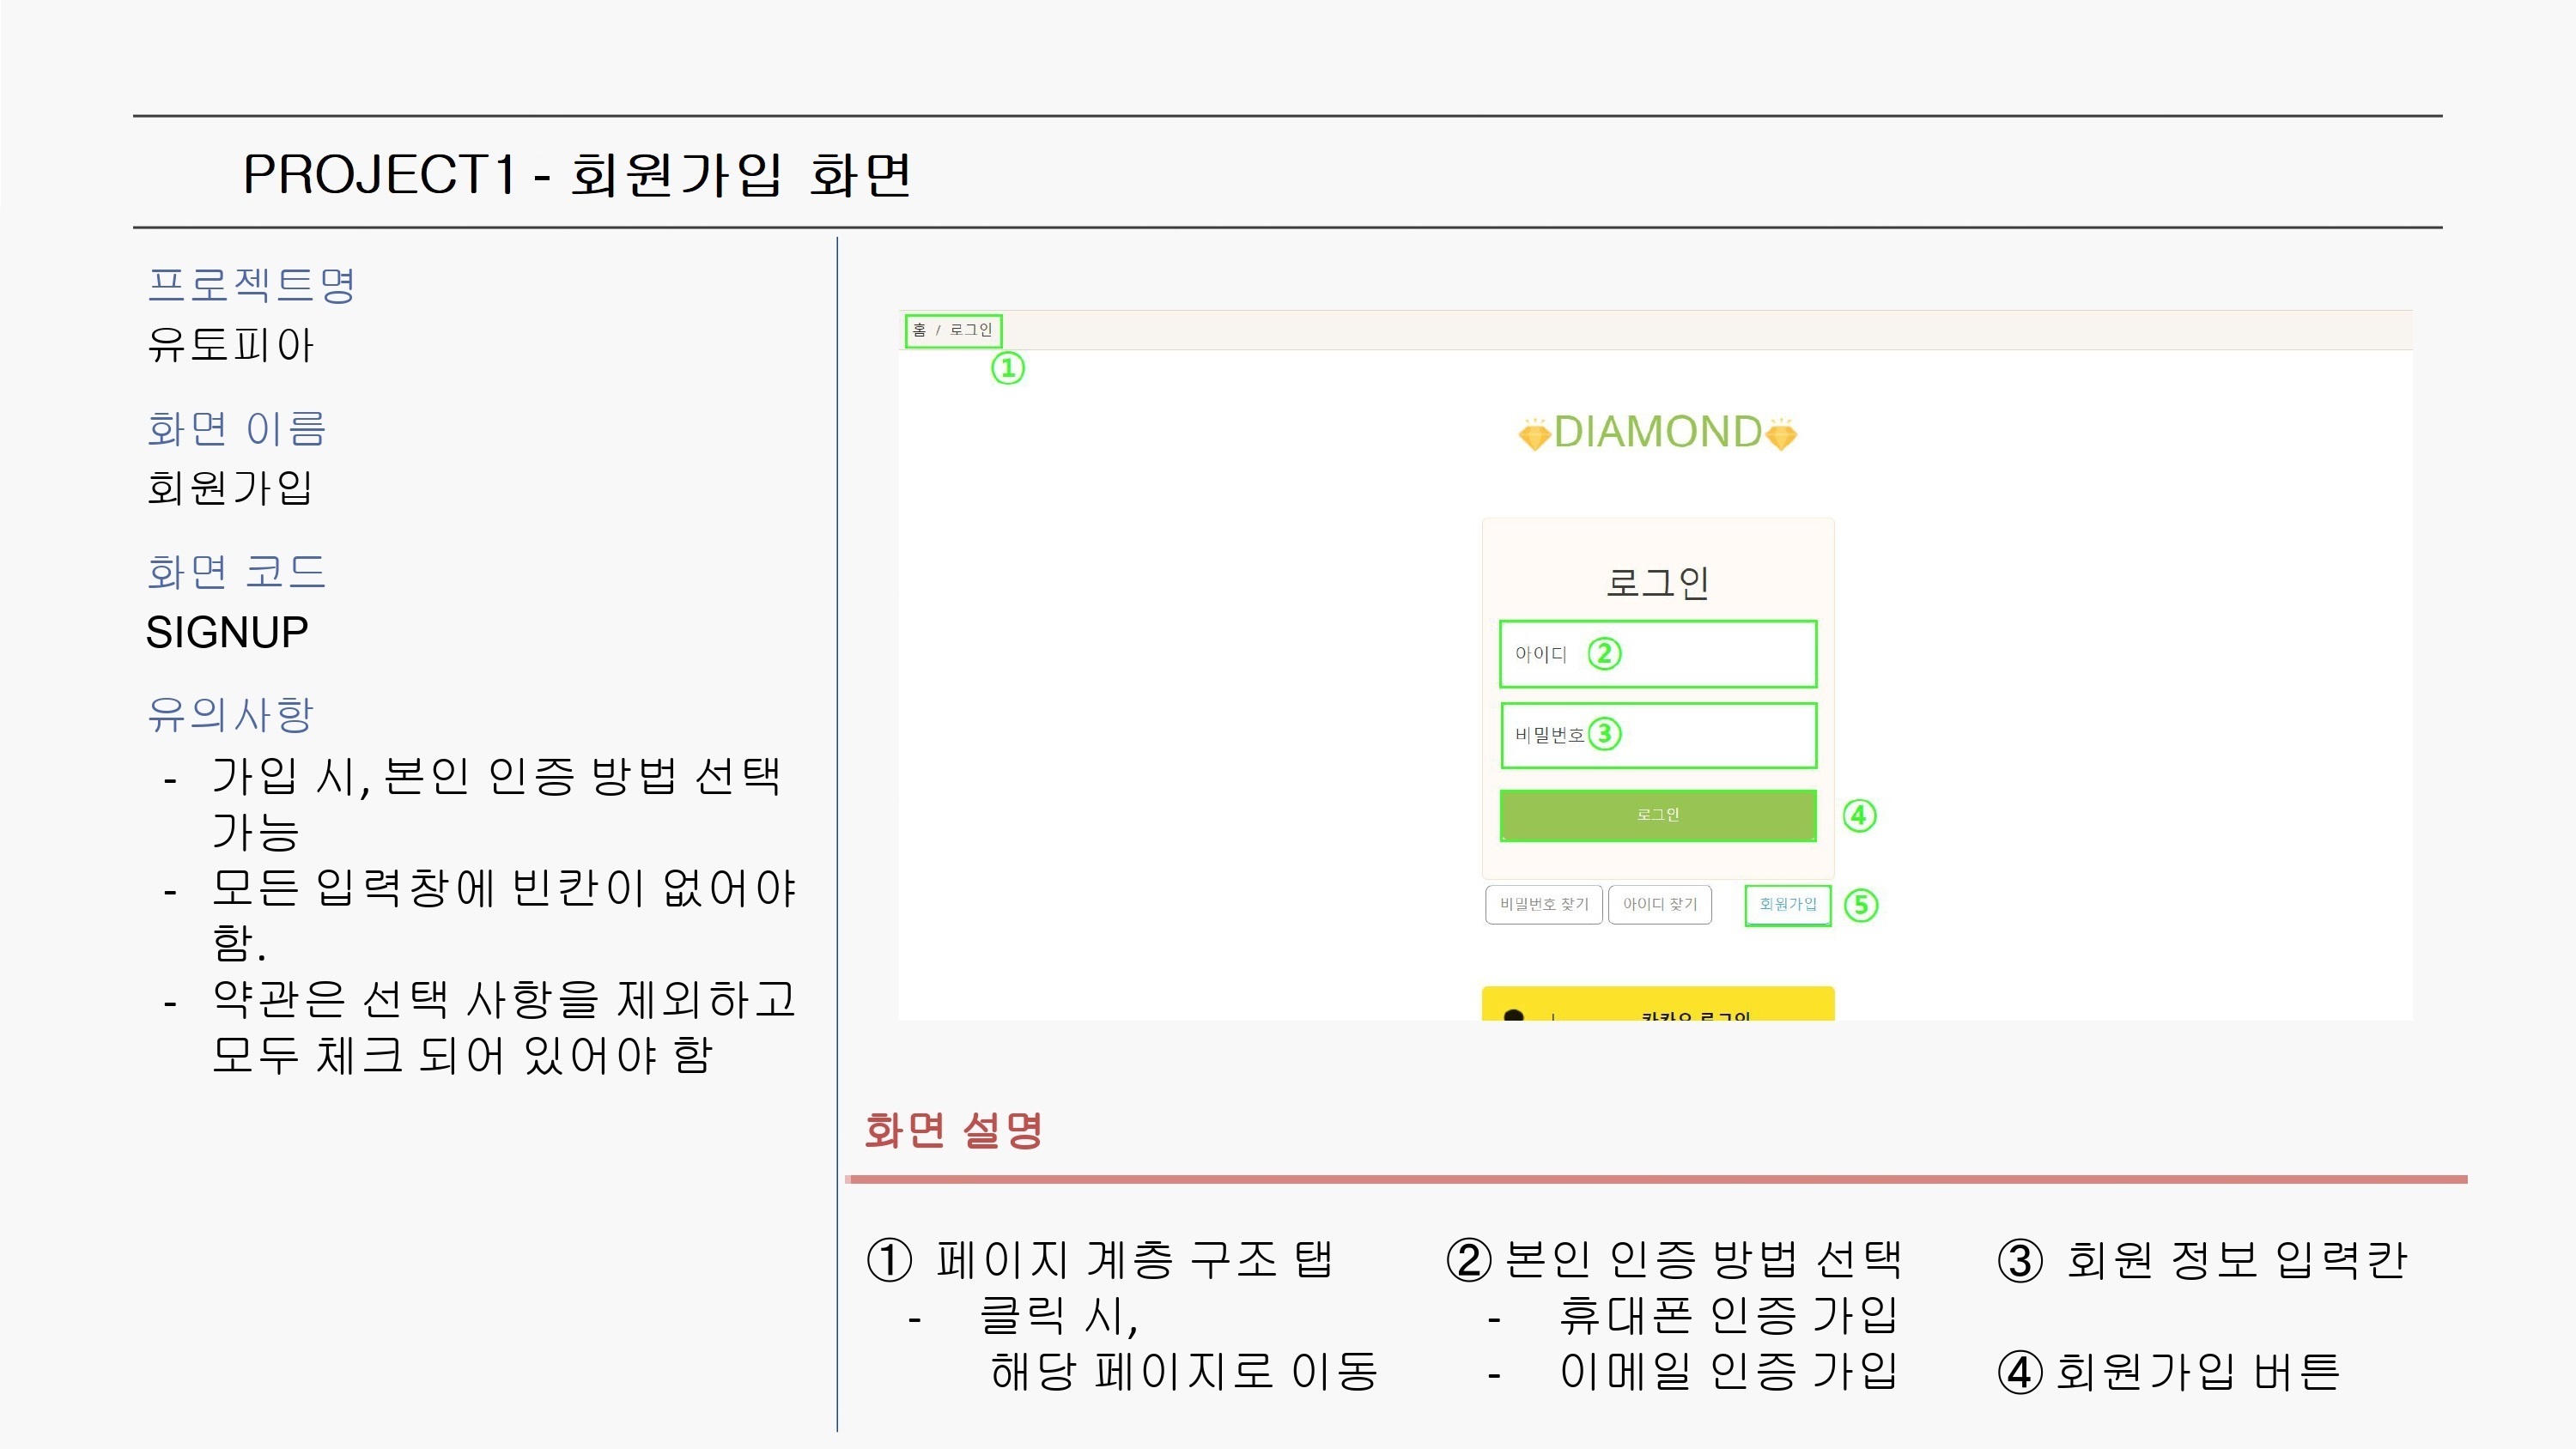 PROJECT1 - 회원가입 화면
프로젝트명
유토피아
화면 이름
회원가입
화면 코드
SIGNUP
유의사항
- 가입 시, 본인 인증 방법 선택
가능
- 모든 입력창에 빈칸이 없어야
함.
- 약관은 선택 사항을 제외하고
모두 체크 되어 있어야 함
홈 / 로그인
①
DIAMOND
로그인
아이디 ②
비밀번호 ③
로그인 ④
비밀번호 찾기 아이디 찾기 회원가입 ⑤
카카오 로그인
화면 설명
① 페이지 계층 구조 탭
- 클릭 시,
해당 페이지로 이동
② 본인 인증 방법 선택
- 휴대폰 인증 가입
- 이메일 인증 가입
③ 회원 정보 입력칸
④ 회원가입 버튼